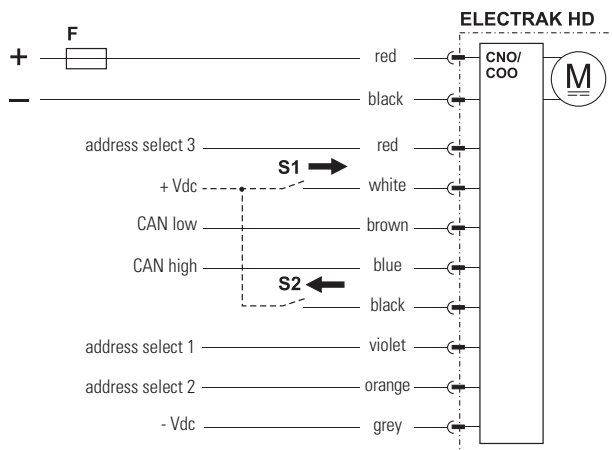 ELECTRAK HD
F
+ red CNO/
COO
M
− black
address select 3 red
S1
+ Vdc white
CAN low brown
CAN high blue
S2
black
address select 1 violet
address select 2 orange
- Vdc grey